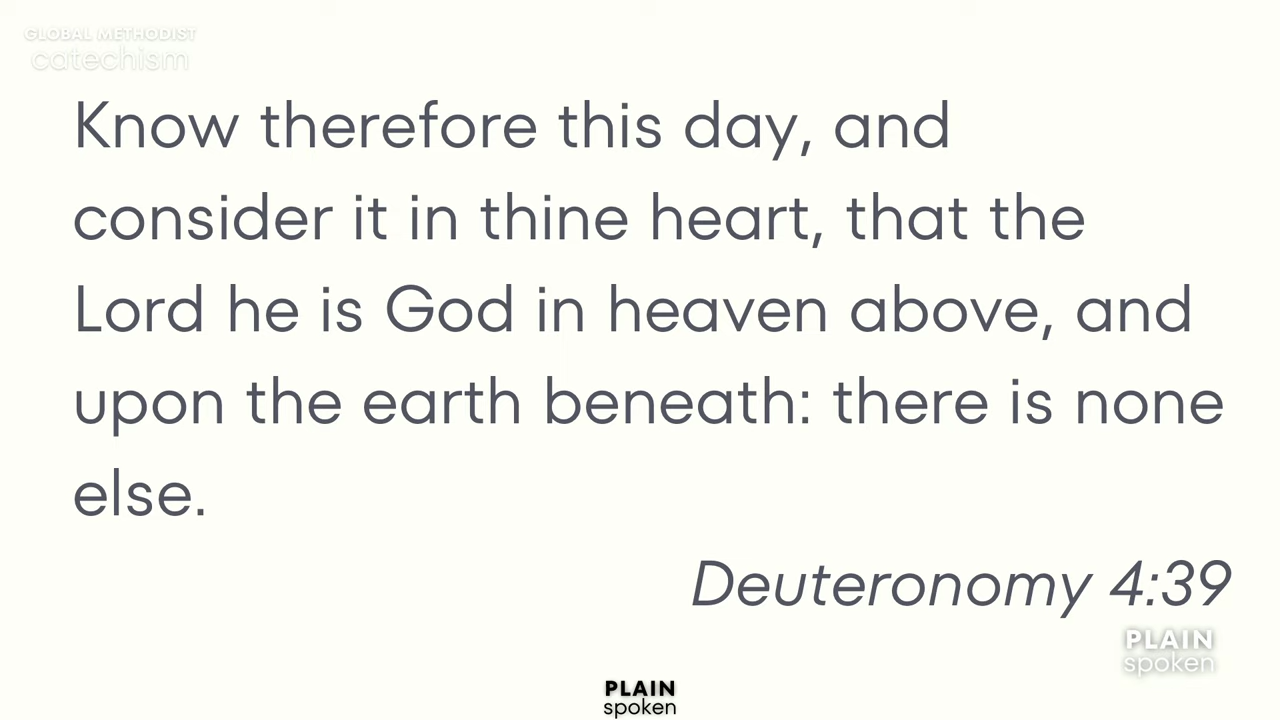 GLOBAL METHODIST
catechism
Know therefore this day, and
consider it in thine heart, that the
Lord he is God in heaven above, and
upon the earth beneath: there is none
else.
Deuteronomy 4:39
PLAIN
spoken
PLAIN
spoken